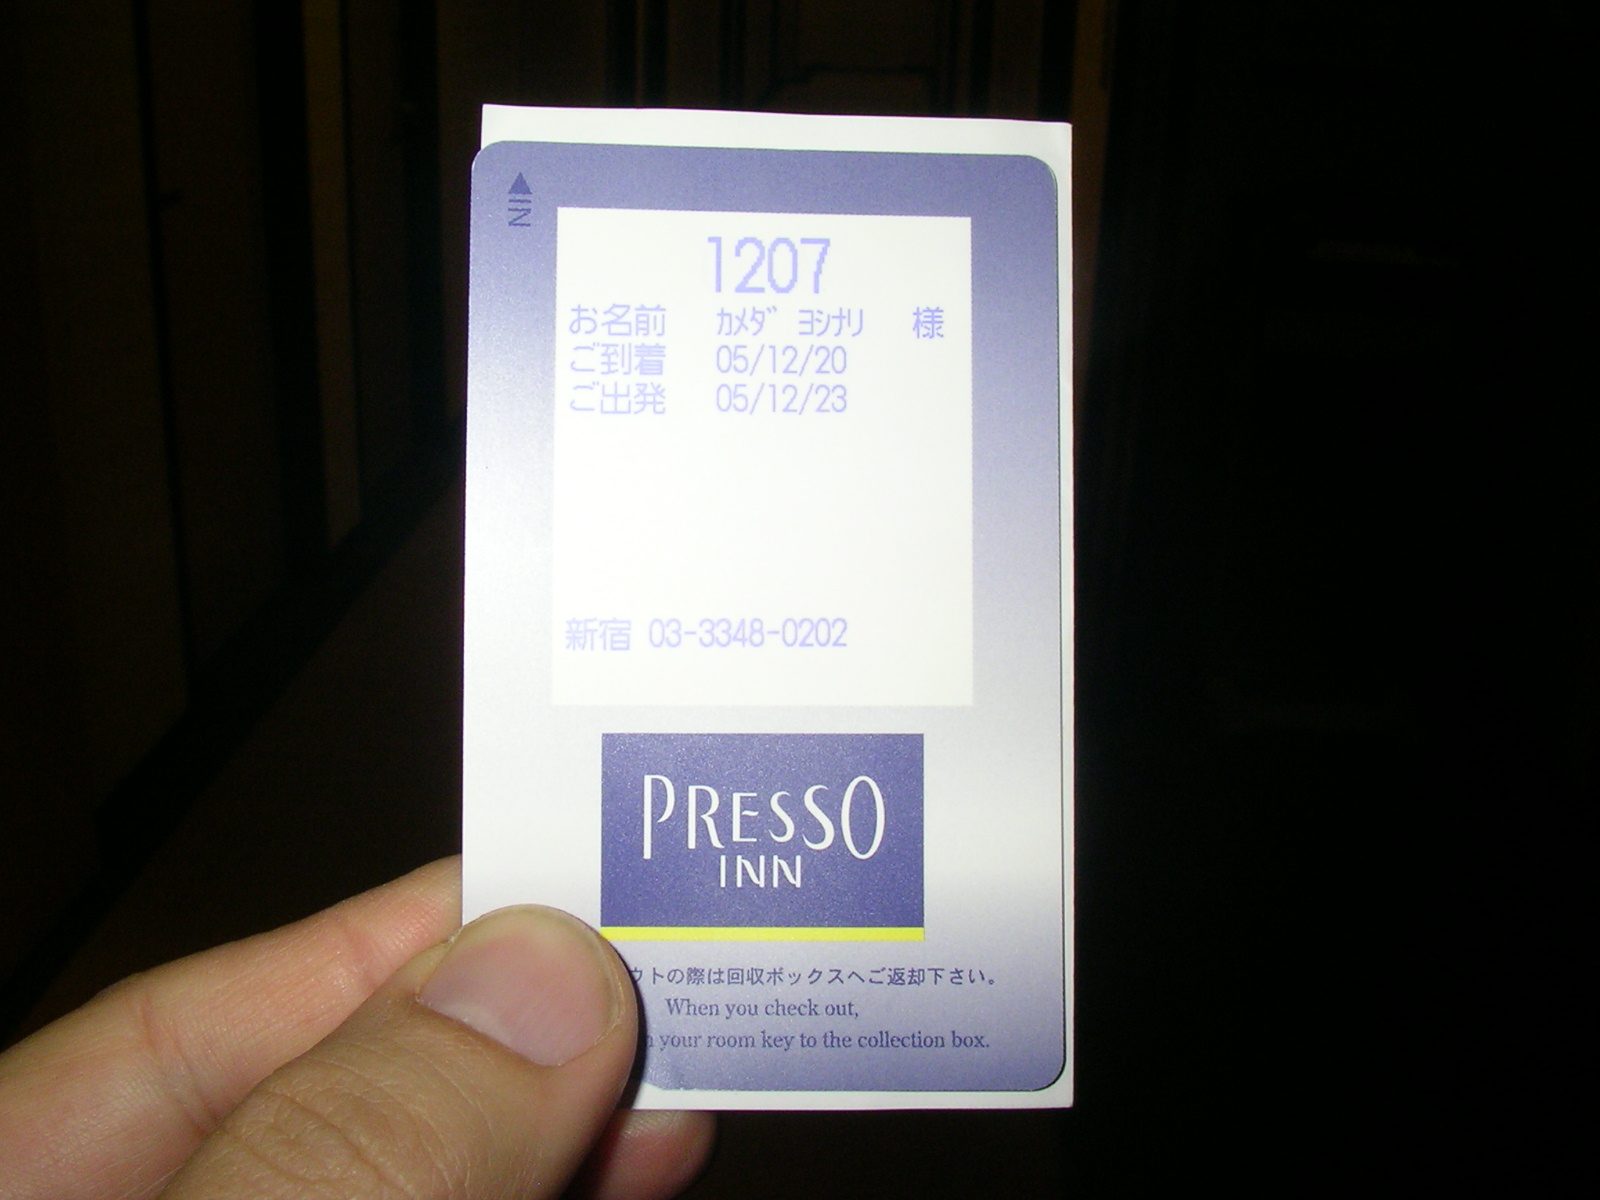 IN
1207
お名前 カメダ ヨシナリ 様
ご到着 05/12/20
ご出発 05/12/23
新宿 03-3348-0202
PRESSO
INN
ウトの際は回収ボックスへご返却下さい。
When you check out,
your room key to the collection box.